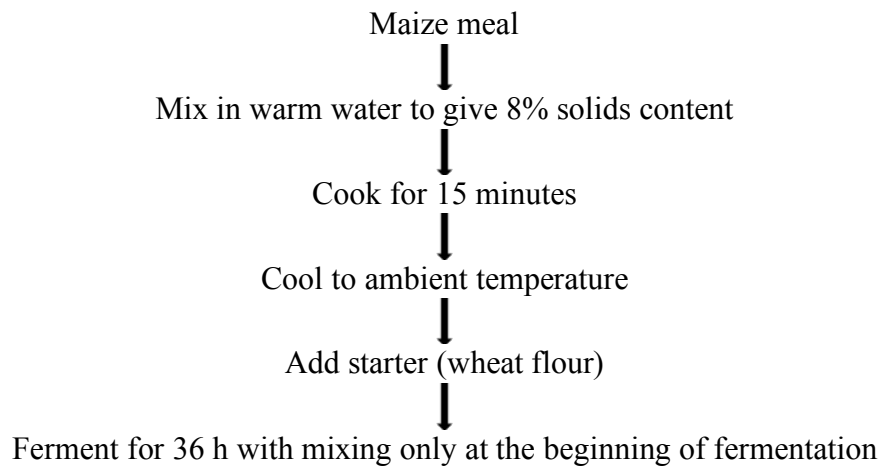 Maize meal
Mix in warm water to give 8% solids content
Cook for 15 minutes
Cool to ambient temperature
Add starter (wheat flour)
Ferment for 36 h with mixing only at the beginning of fermentation